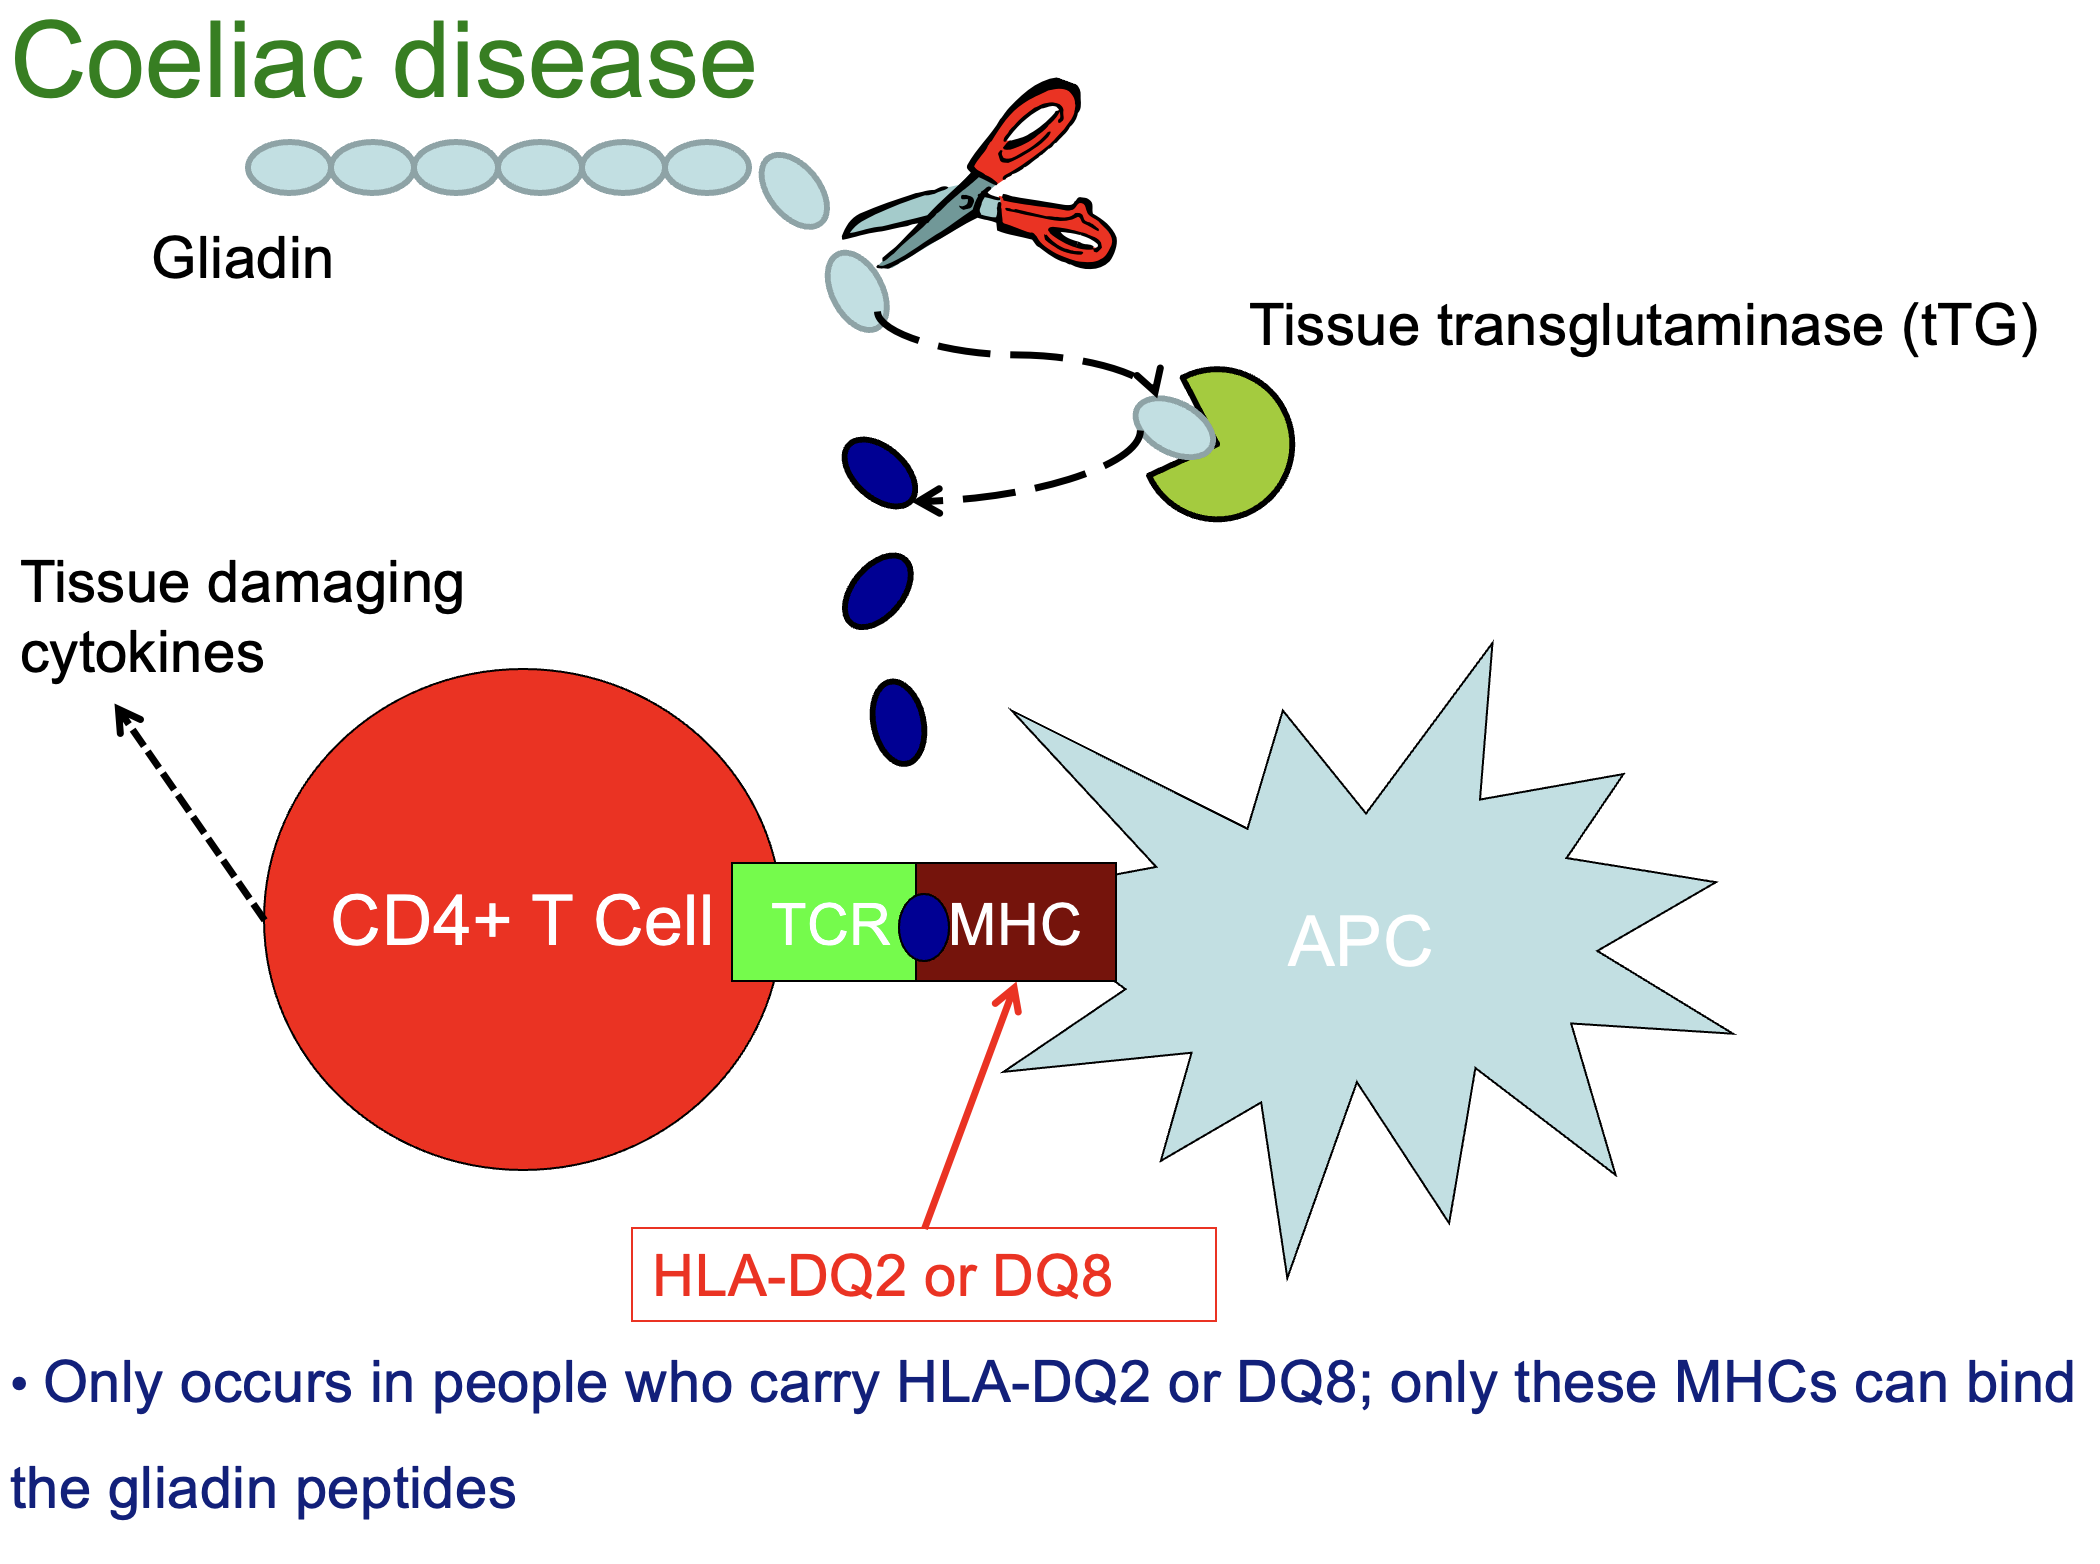 Coeliac disease
Gliadin
Tissue transglutaminase (tTG)
Tissue damaging
cytokines
CD4+ T Cell
TCR
MHC
APC
HLA-DQ2 or DQ8
• Only occurs in people who carry HLA-DQ2 or DQ8; only these MHCs can bind
the gliadin peptides